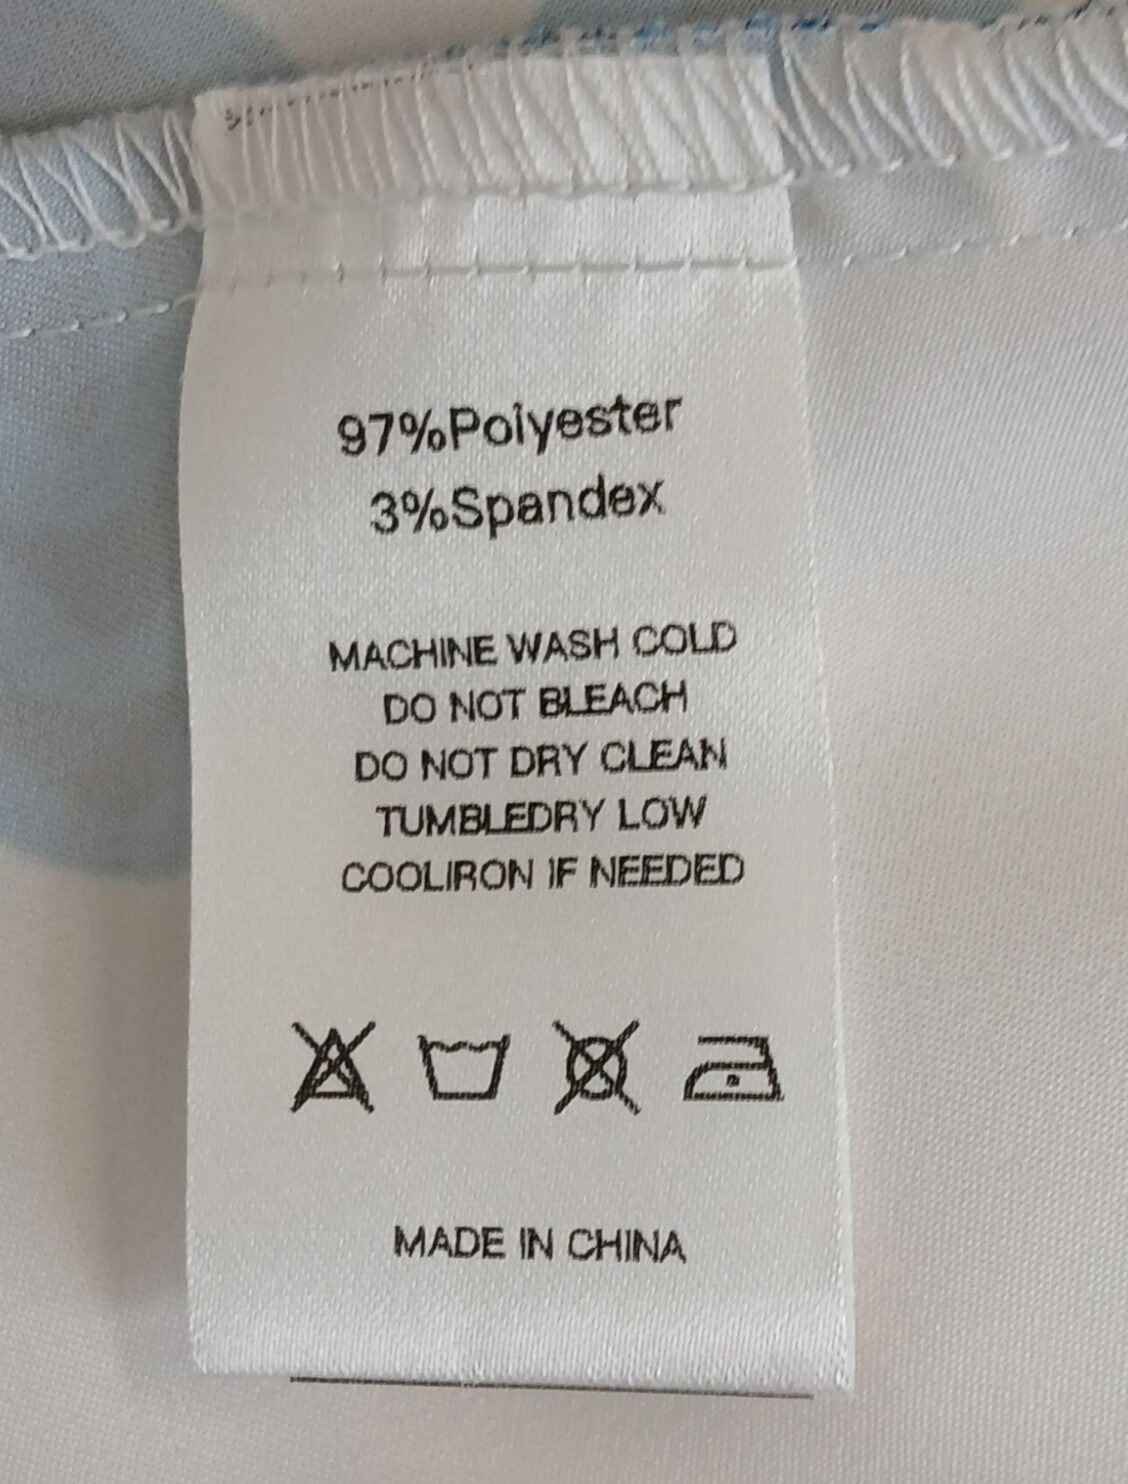 97%Polyester
3%Spandex
MACHINE WASH COLD
DO NOT BLEACH
DO NOT DRY CLEAN
TUMBLEDRY LOW
COOLIRON IF NEEDED
MADE IN CHINA